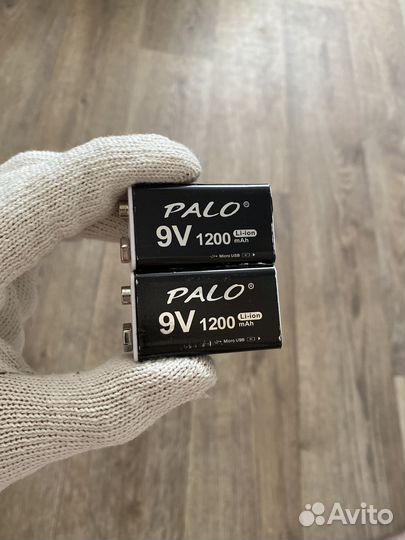 PALO®
9V 1200 Li-ion mAh
Micro USB
PALO®
9V 1200 Li-ion mAh
Micro USB
Avito